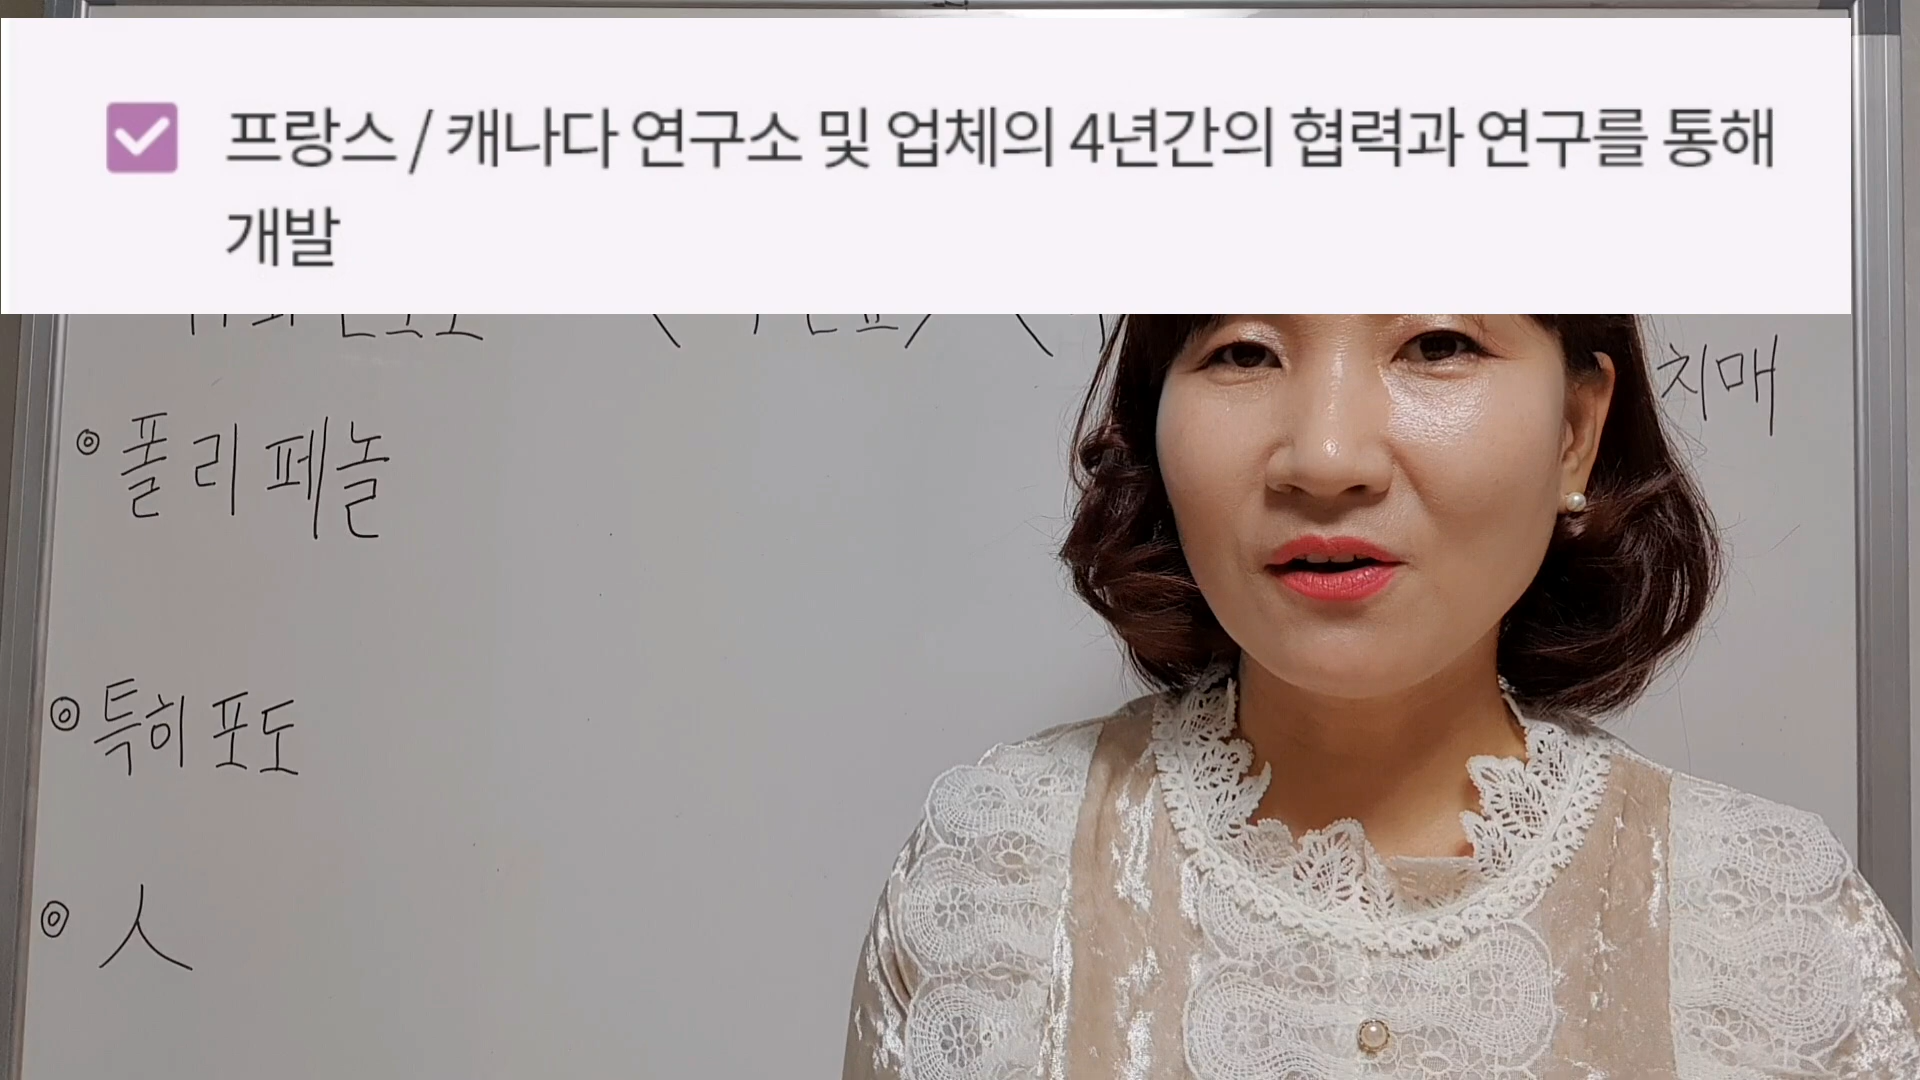 프랑스 / 캐나다 연구소 및 업체의 4년간의 협력과 연구를 통해
개발
치매
폴리페놀
특히 포도
人